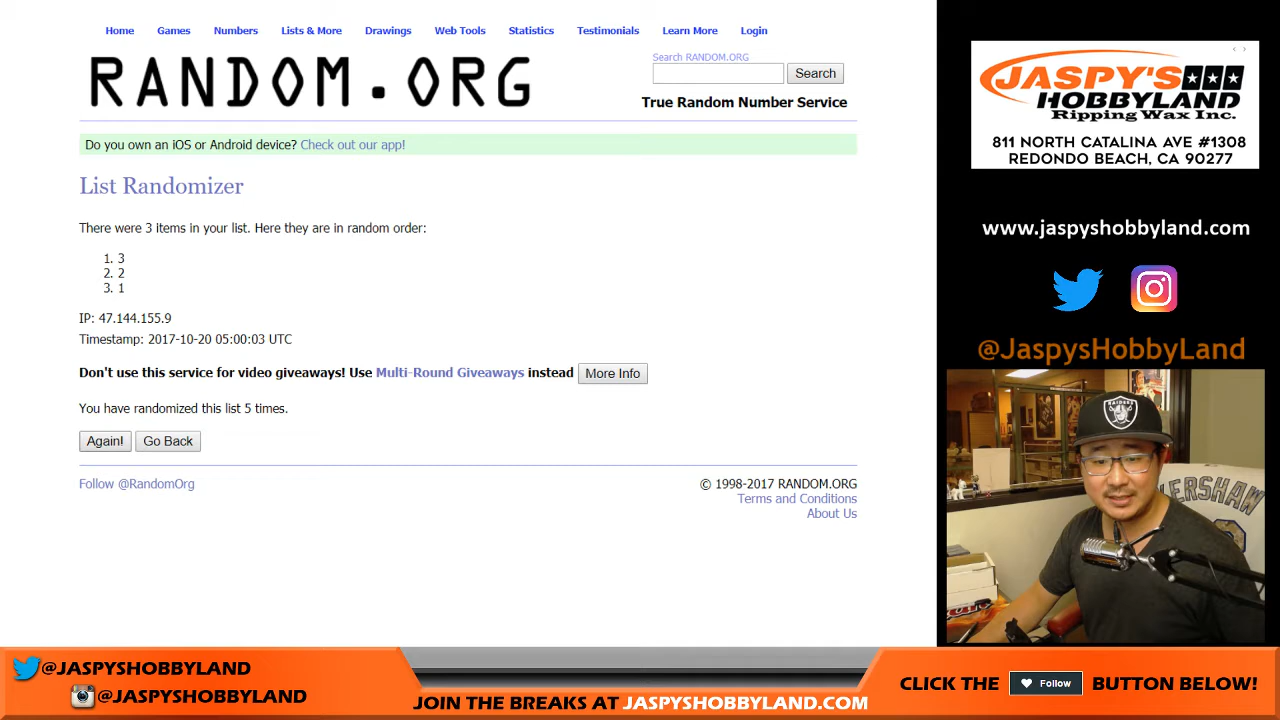 Home Games Numbers Lists & More Drawings Web Tools Statistics Testimonials Learn More Login
RANDOM.ORG
Search RANDOM.ORG
Search
True Random Number Service
Do you own an iOS or Android device? Check out our app!
List Randomizer
There were 3 items in your list. Here they are in random order:
1. 3
2. 2
3. 1
IP: 47.144.155.9
Timestamp: 2017-10-20 05:00:03 UTC
Don't use this service for video giveaways! Use Multi-Round Giveaways instead More Info
You have randomized this list 5 times.
Again! Go Back
Follow @RandomOrg
© 1998-2017 RANDOM.ORG
Terms and Conditions
About Us
JASPY'S
HOBBYLAND
Ripping Wax Inc.
811 NORTH CATALINA AVE #1308
REDONDO BEACH, CA 90277
www.jaspyshobbyland.com
@JaspysHobbyLand
RAIDERS
ERSHAW
@JASPYSHOBBYLAND
@JASPYSHOBBYLAND
JOIN THE BREAKS AT JASPYSHOBBYLAND.COM
CLICK THE Follow BUTTON BELOW!